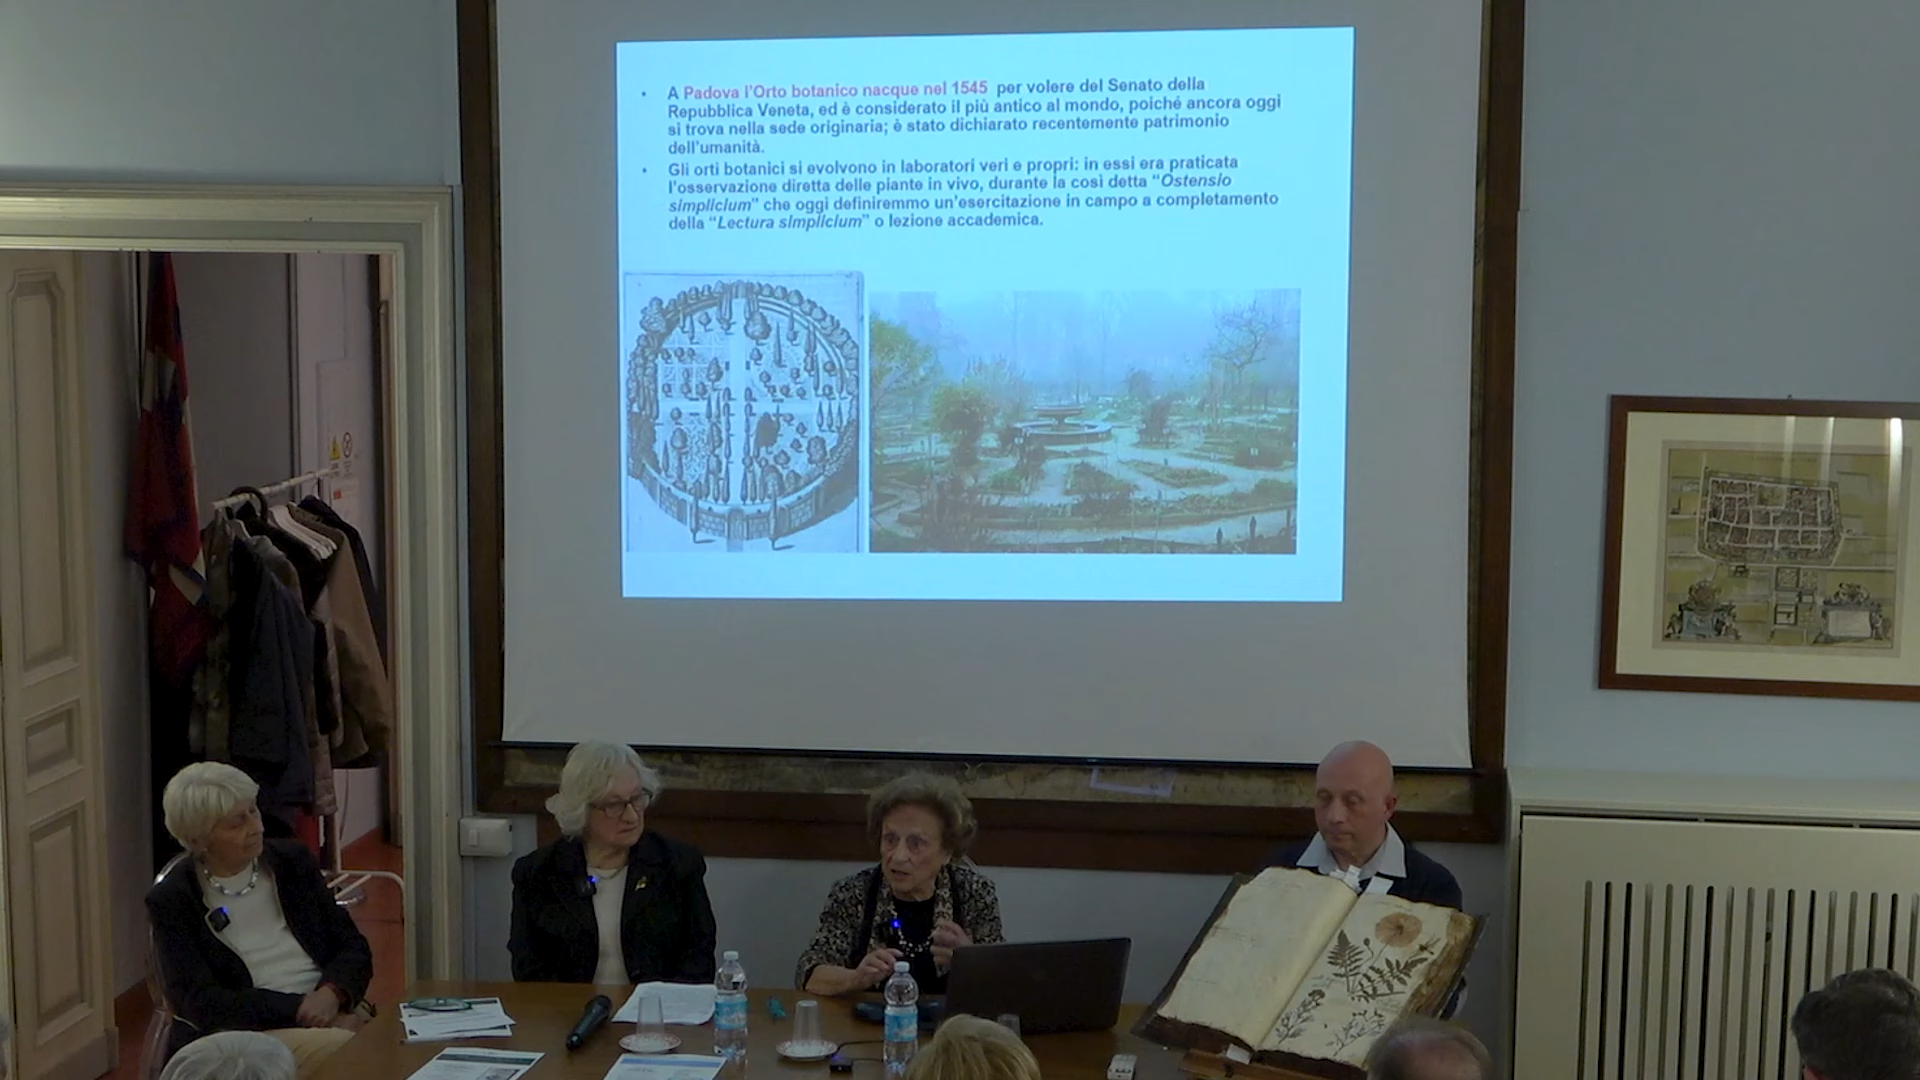 A Padova l'Orto botanico nacque nel 1545 per volere del Senato della
Repubblica Veneta, ed è considerato il più antico al mondo, poiché ancora oggi
si trova nella sede originaria; è stato dichiarato recentemente patrimonio
dell'umanità.
Gli orti botanici si evolvono in laboratori veri e propri: in essi era praticata
l'osservazione diretta delle piante in vivo, durante la così detta "Ostensio
simplicium" che oggi definiremmo un'esercitazione in campo a completamento
della "Lectura simplicium" o lezione accademica.